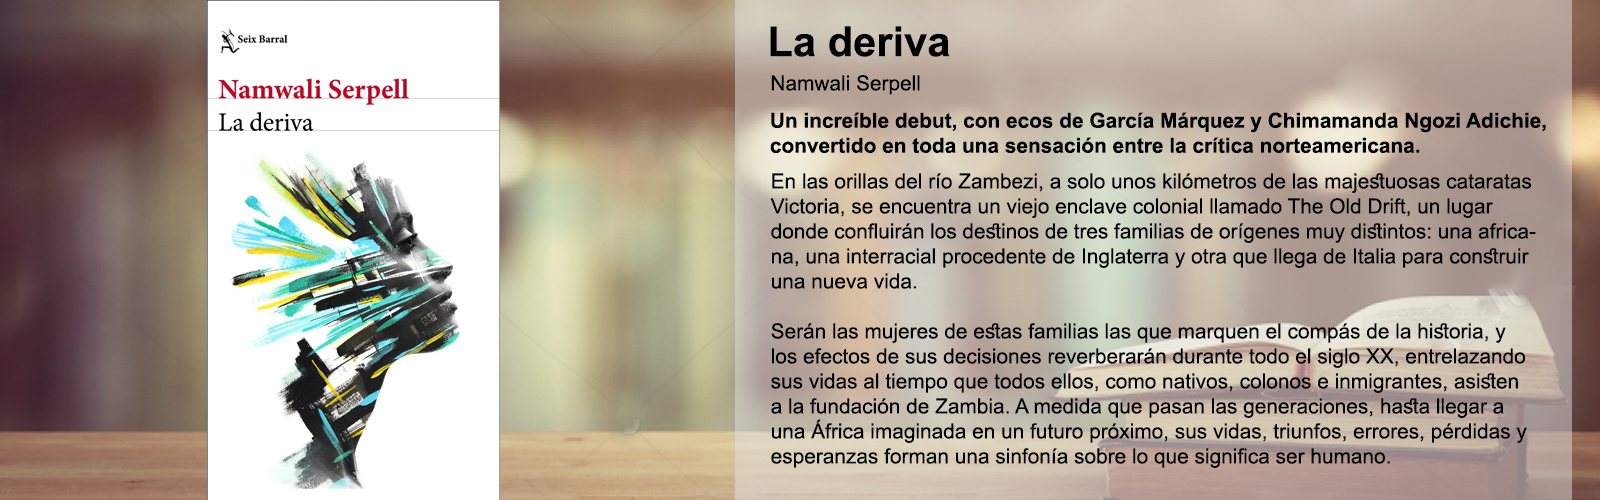 Seix Barral
Namwali Serpell
La deriva
La deriva
Namwali Serpell
Un increíble debut, con ecos de García Márquez y Chimamanda Ngozi Adichie,
convertido en toda una sensación entre la crítica norteamericana.
En las orillas del río Zambezi, a solo unos kilómetros de las majestuosas cataratas
Victoria, se encuentra un viejo enclave colonial llamado The Old Drift, un lugar
donde confluirán los destinos de tres familias de orígenes muy distintos: una africa-
na, una interracial procedente de Inglaterra y otra que llega de Italia para construir
una nueva vida.
Serán las mujeres de estas familias las que marquen el compás de la historia, y
los efectos de sus decisiones reverberarán durante todo el siglo XX, entrelazando
sus vidas al tiempo que todos ellos, como nativos, colonos e inmigrantes, asisten
a la fundación de Zambia. A medida que pasan las generaciones, hasta llegar a
una África imaginada en un futuro próximo, sus vidas, triunfos, errores, pérdidas y
esperanzas forman una sinfonía sobre lo que significa ser humano.